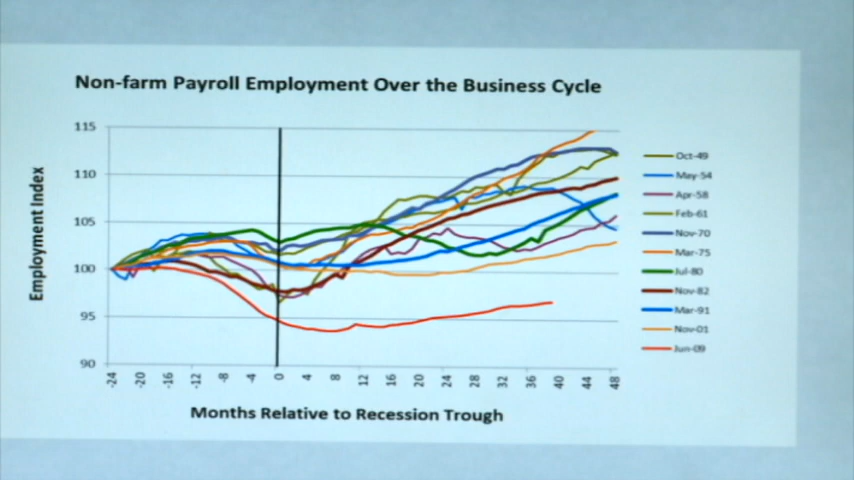 Non-farm Payroll Employment Over the Business Cycle
115
110
105
100
95
90
Employment Index
-24 -20 -16 -12 -8 -4 0 4 8 12 16 20 24 28 32 36 40 44 48
Months Relative to Recession Trough
Oct-49
May-54
Apr-58
Feb-61
Nov-70
Mar-75
Jul-80
Nov-82
Mar-91
Nov-01
Jun-09